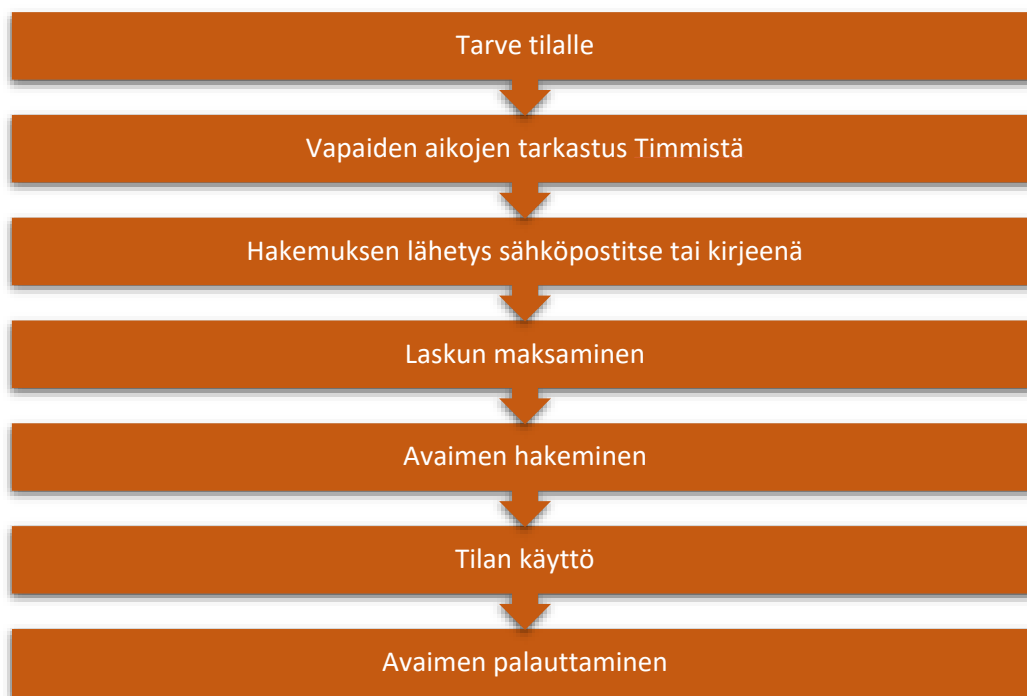 Tarve tilalle
Vapaiden aikojen tarkastus Timmistä
Hakemuksen lähetys sähköpostitse tai kirjeenä
Laskun maksaminen
Avaimen hakeminen
Tilan käyttö
Avaimen palauttaminen